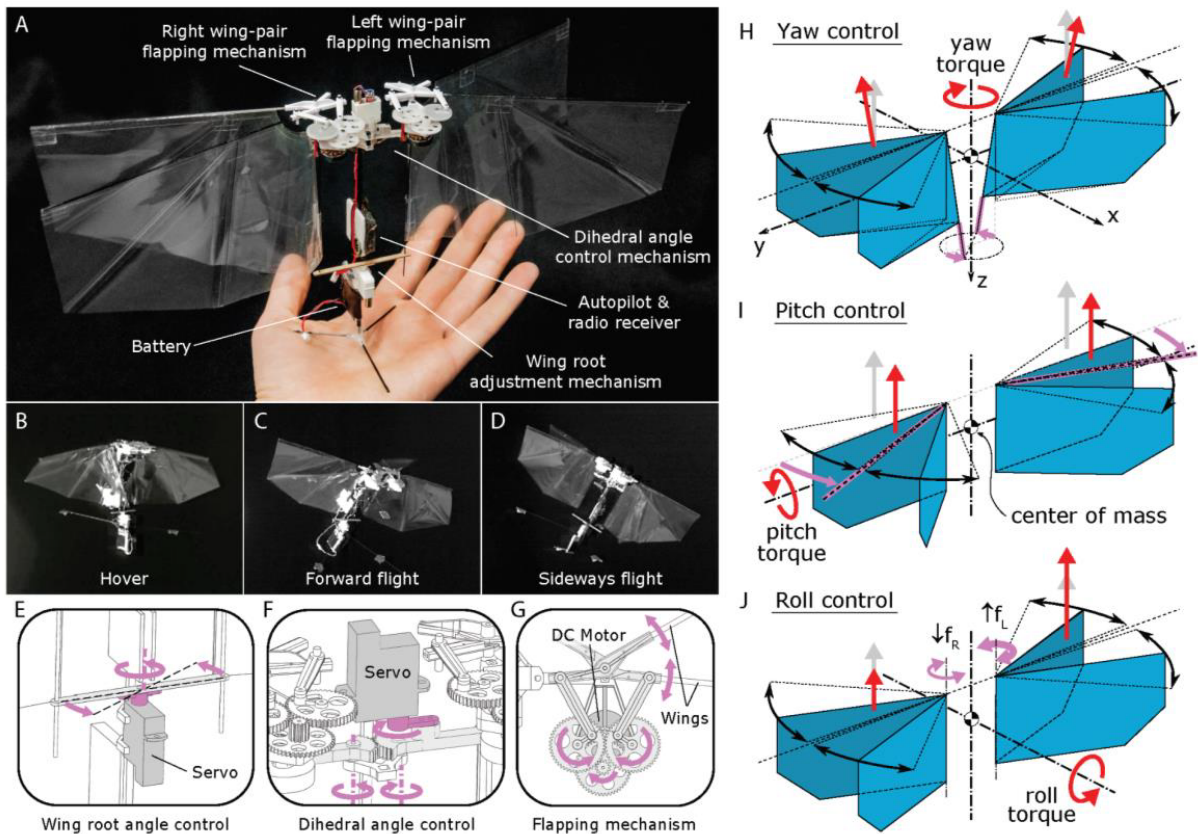 A
Right wing-pair
flapping mechanism
Left wing-pair
flapping mechanism
Dihedral angle
control mechanism
Autopilot &
radio receiver
Battery
Wing root
adjustment mechanism
B
Hover
C
Forward flight
D
Sideways flight
E
Servo
Wing root angle control
F
Servo
Dihedral angle control
G
DC Motor
Wings
Flapping mechanism
H Yaw control
yaw
torque
x
y
z
I Pitch control
pitch
torque
center of mass
J Roll control
↓fR
↑fL
roll
torque